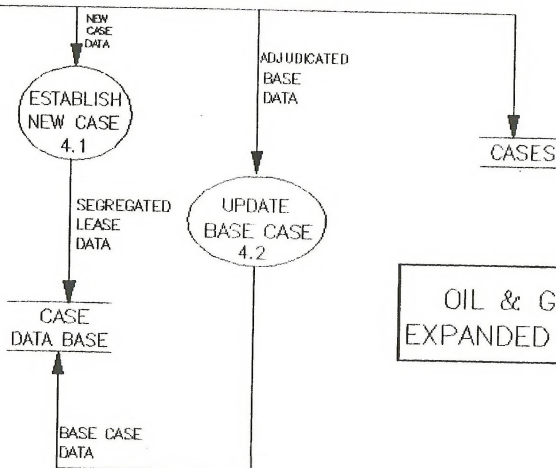 NEW
CASE
DATA
ADJUDICATED
BASE
DATA
ESTABLISH
NEW CASE
4.1
CASES
SEGREGATED
LEASE
DATA
UPDATE
BASE CASE
4.2
CASE
DATA BASE
OIL & G
EXPANDED
BASE CASE
DATA